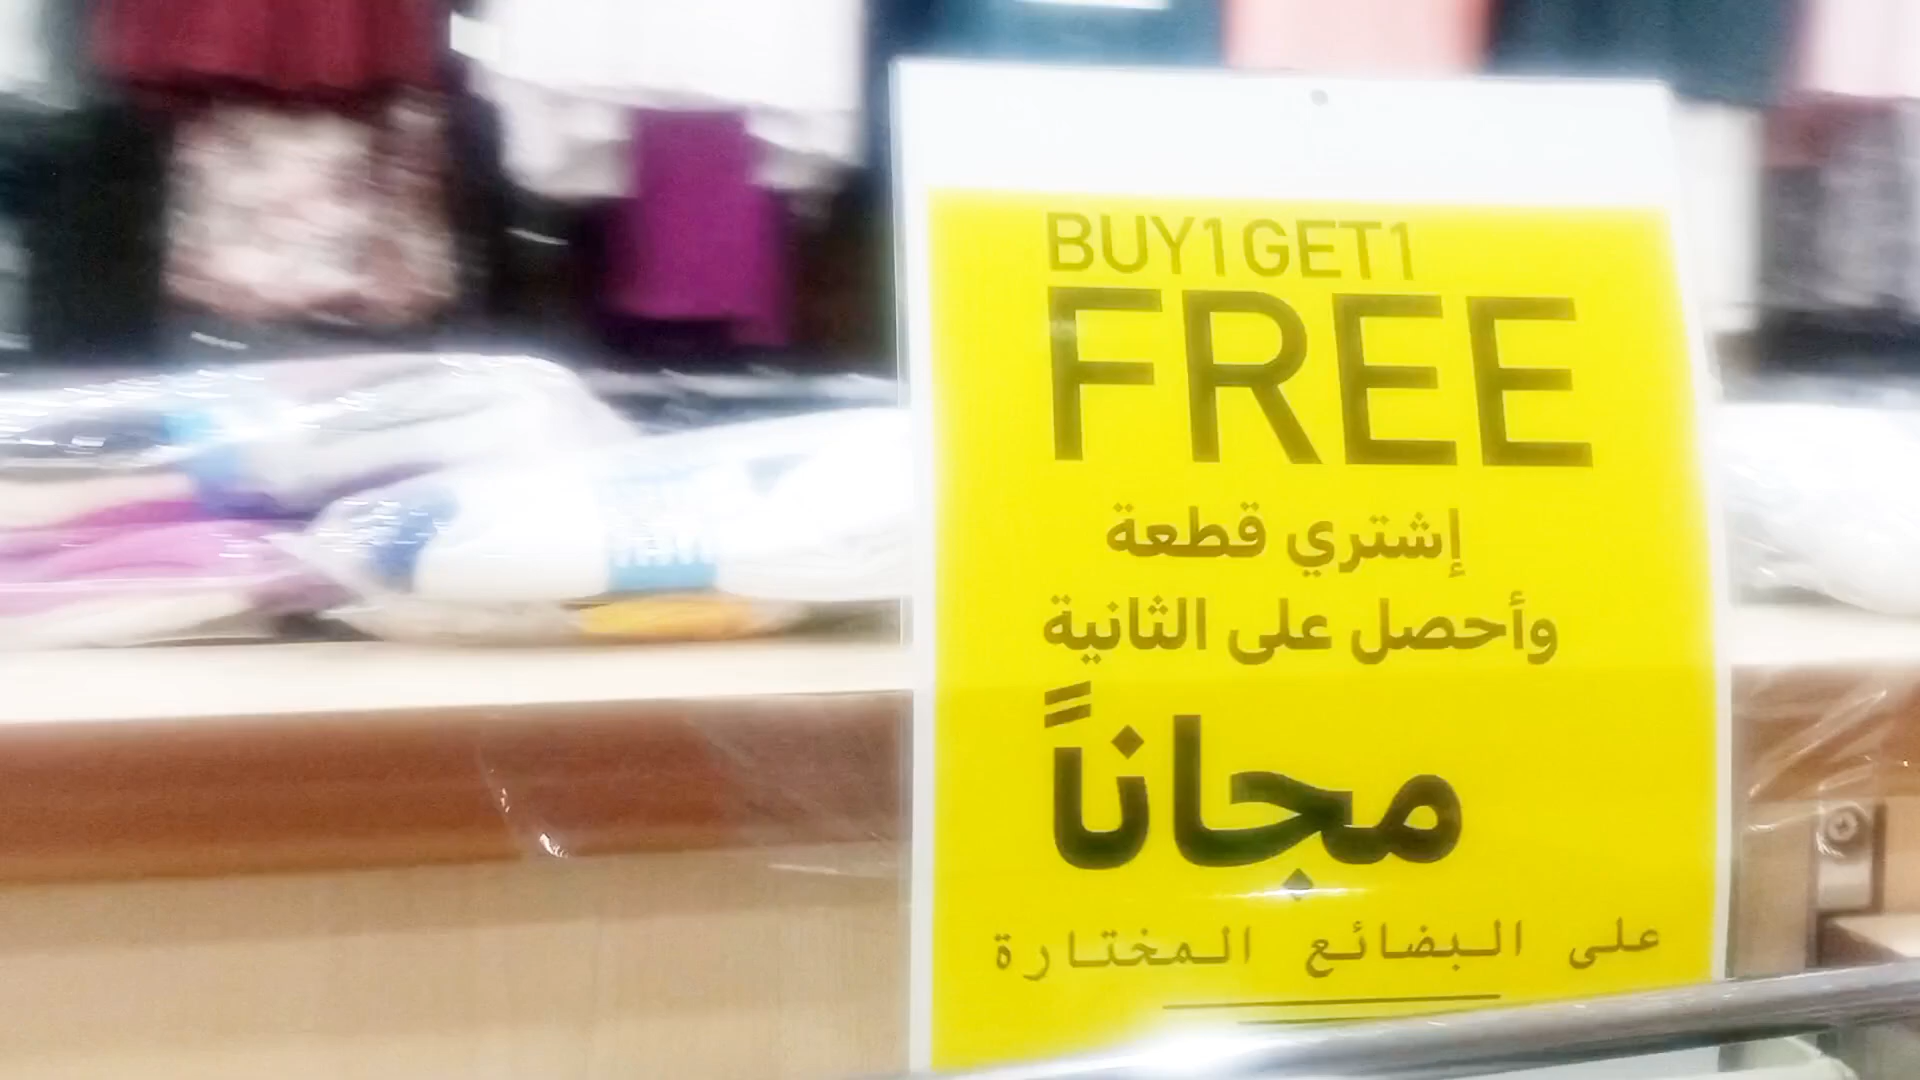 BUY1GET1
FREE
إشتري قطعة
وأحصل على الثانية
مجاناً
على البضائع المختارة